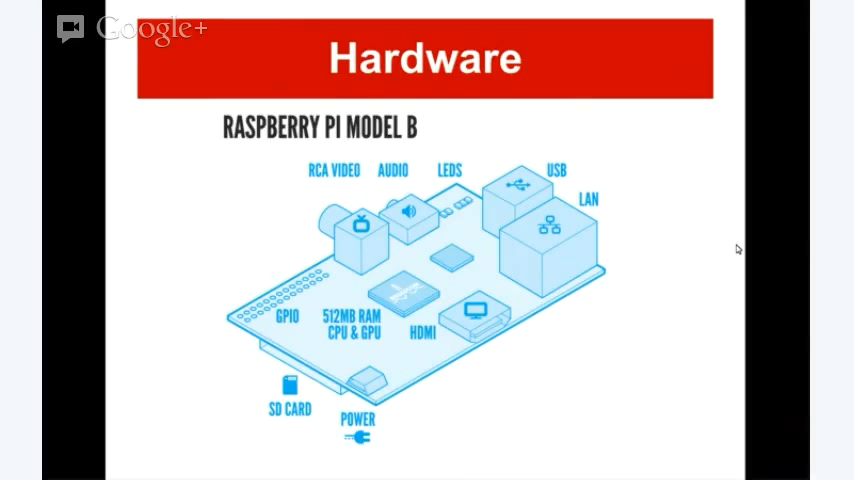 Google+
Hardware
RASPBERRY PI MODEL B
RCA VIDEO
AUDIO
LEDS
USB
LAN
GPIO
512MB RAM
CPU & GPU
HDMI
SD CARD
POWER